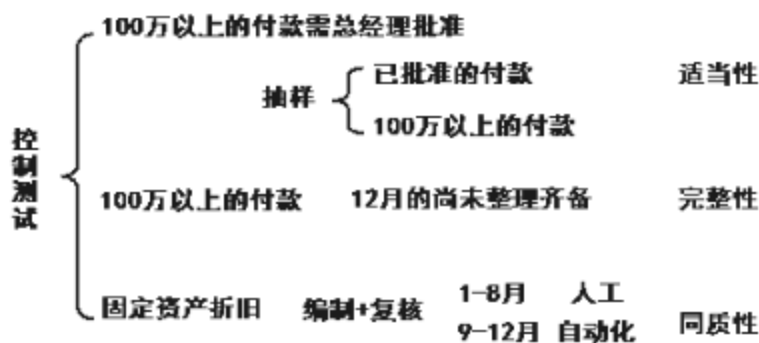 控制测试
100万以上的付款需总经理批准
抽样
已批准的付款 适当性
100万以上的付款
100万以上的付款 12月的尚未整理齐备 完整性
固定资产折旧 编制+复核
1-8月 人工
9-12月 自动化
同质性